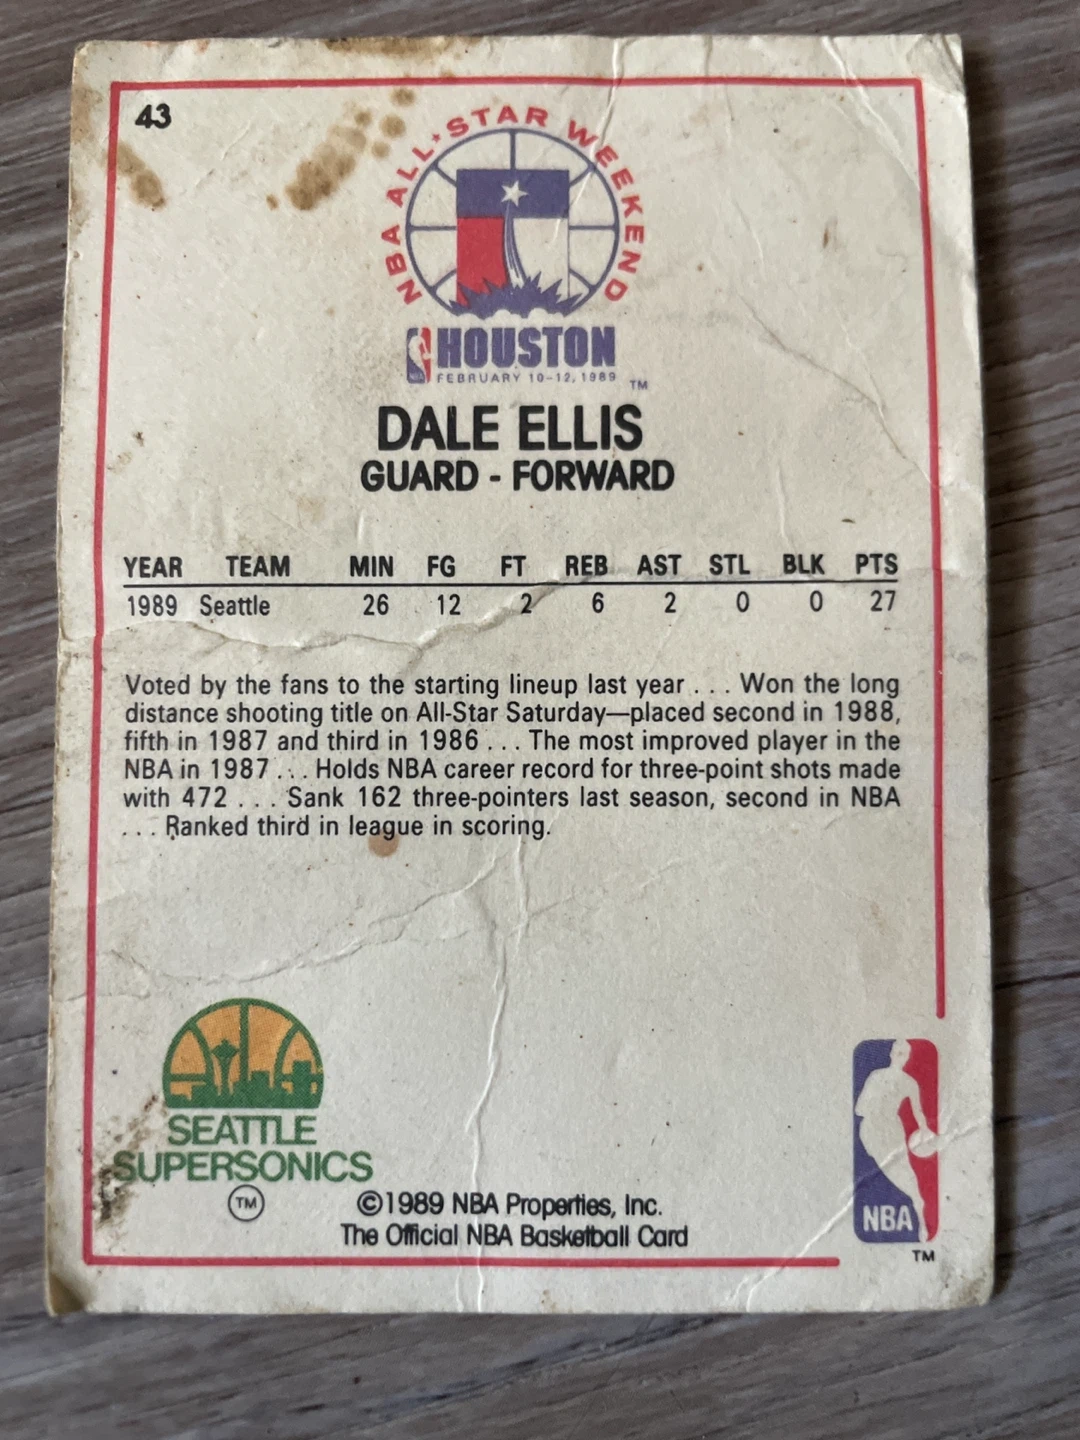 43
NBA ALL★STAR WEEKEND
NBA HOUSTON
FEBRUARY 10-12, 1989 TM
DALE ELLIS
GUARD - FORWARD
YEAR TEAM MIN FG FT REB AST STL BLK PTS
1989 Seattle 26 12 2 6 2 0 0 27
Voted by the fans to the starting lineup last year . . . Won the long
distance shooting title on All-Star Saturday—placed second in 1988,
fifth in 1987 and third in 1986 . . . The most improved player in the
NBA in 1987 . . . Holds NBA career record for three-point shots made
with 472 . . . Sank 162 three-pointers last season, second in NBA
. . . Ranked third in league in scoring.
SEATTLE
SUPERSONICS
TM
©1989 NBA Properties, Inc.
The Official NBA Basketball Card
NBA
TM